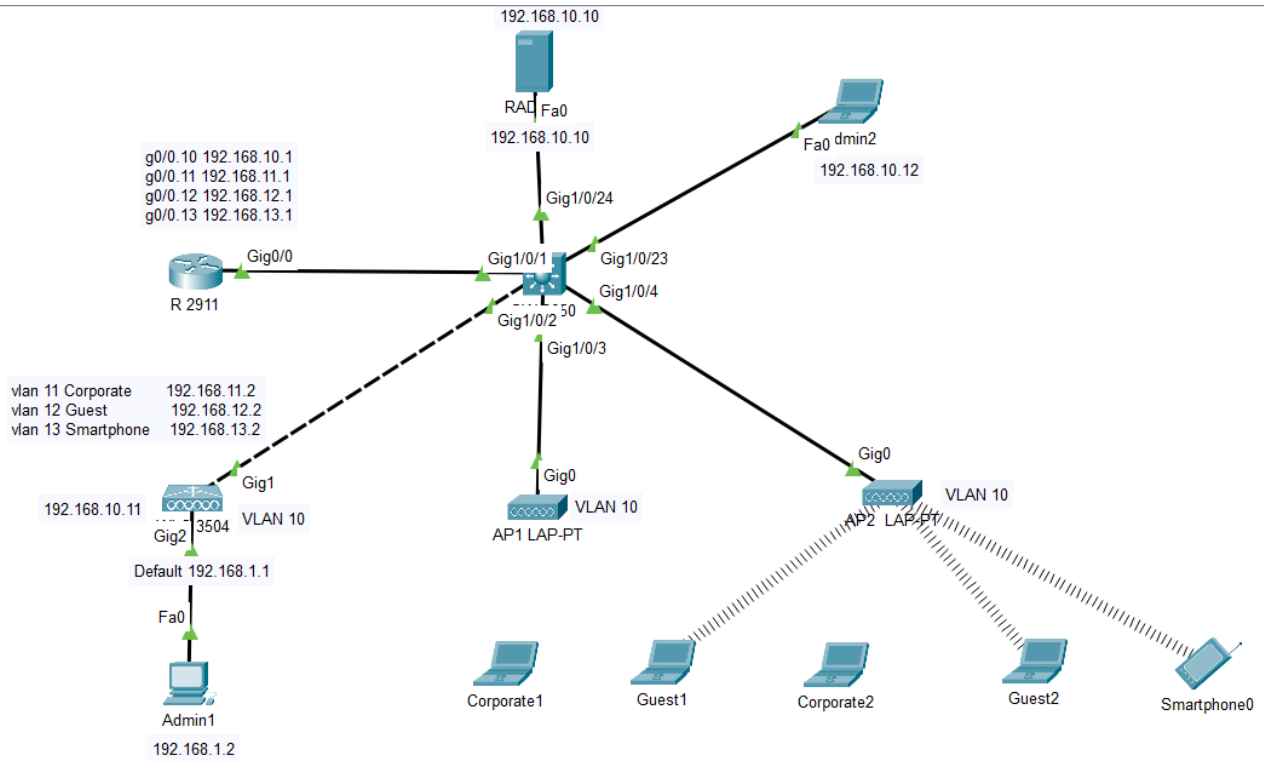 192.168.10.10
RAD
Fa0
192.168.10.10
Fa0
dmin2
192.168.10.12
g0/0.10 192.168.10.1
g0/0.11 192.168.11.1
g0/0.12 192.168.12.1
g0/0.13 192.168.13.1
Gig1/0/24
Gig0/0
Gig1/0/1
Gig1/0/23
R 2911
Gig1/0/4
50
Gig1/0/2
Gig1/0/3
vlan 11 Corporate 192.168.11.2
vlan 12 Guest 192.168.12.2
vlan 13 Smartphone 192.168.13.2
Gig1
Gig0
Gig0
192.168.10.11
3504
VLAN 10
VLAN 10
VLAN 10
Gig2
AP1 LAP-PT
AP2 LAP-PT
Default 192.168.1.1
Fa0
Corporate1
Guest1
Corporate2
Guest2
Smartphone0
Admin1
192.168.1.2